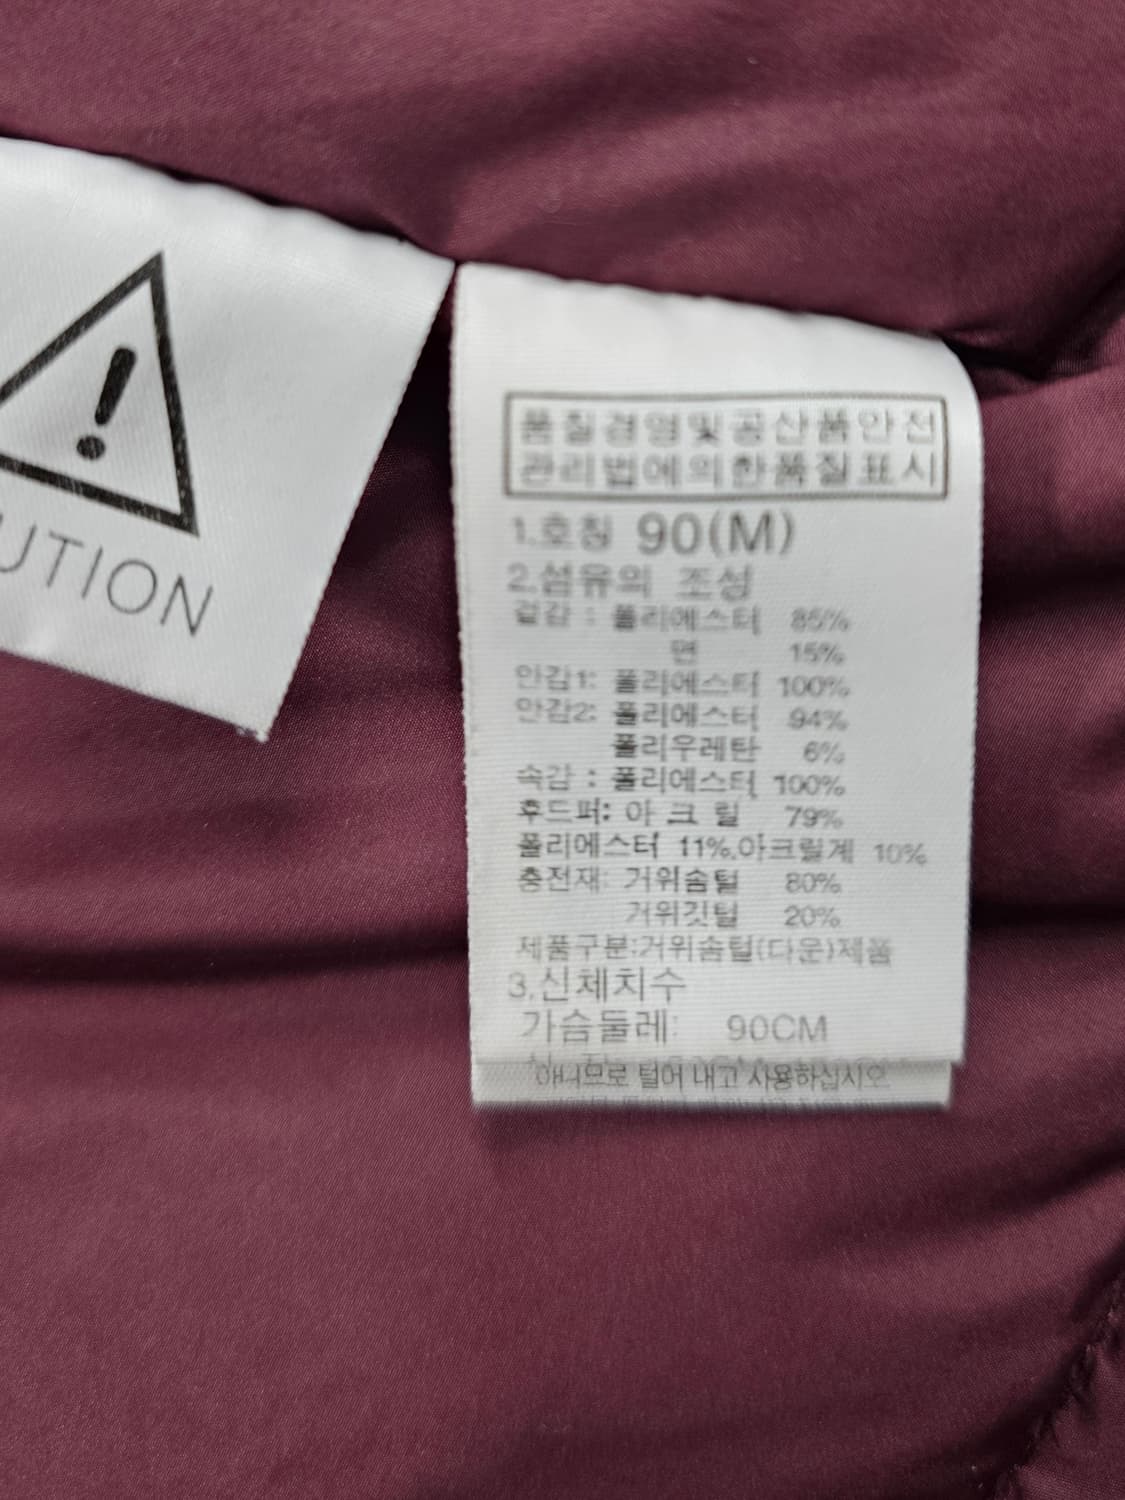 UTION
품질경영및공산품안전
관리법에의한품질표시
1.호칭 90(M)
2.섬유의 조성
겉감 : 폴리에스터 85%
면 15%
안감1: 폴리에스터 100%
안감2: 폴리에스터 94%
폴리우레탄 6%
속감 : 폴리에스터 100%
후드퍼: 아 크 릴 79%
폴리에스터 11%,아크릴계 10%
충전재: 거위솜털 80%
거위깃털 20%
제품구분:거위솜털(다운)제품
3.신체치수
가슴둘레: 90CM
털어 내고 사용하십시오